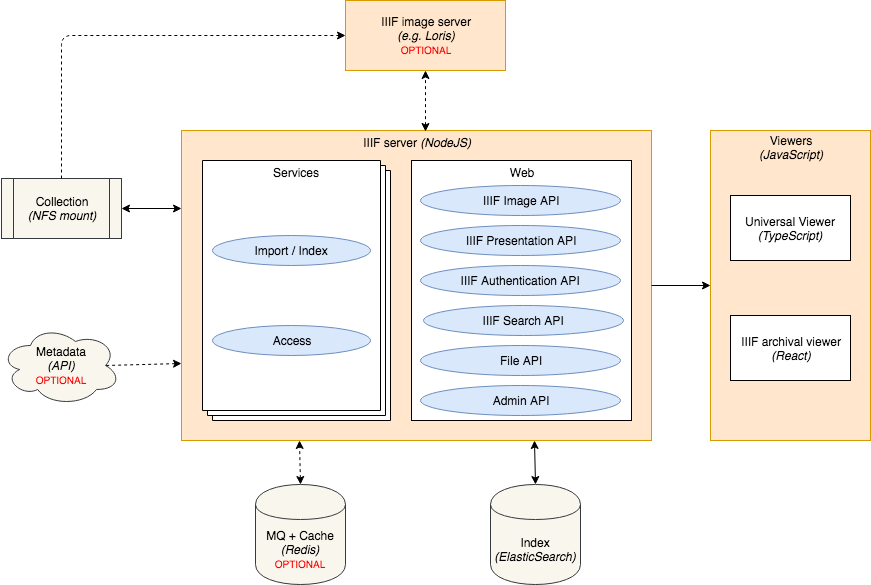 IIIF image server
(e.g. Loris)
OPTIONAL
IIIF server (NodeJS)
Services
Import / Index
Access
Web
IIIF Image API
IIIF Presentation API
IIIF Authentication API
IIIF Search API
File API
Admin API
Viewers
(JavaScript)
Universal Viewer
(TypeScript)
IIIF archival viewer
(React)
Collection
(NFS mount)
Metadata
(API)
OPTIONAL
MQ + Cache
(Redis)
OPTIONAL
Index
(ElasticSearch)